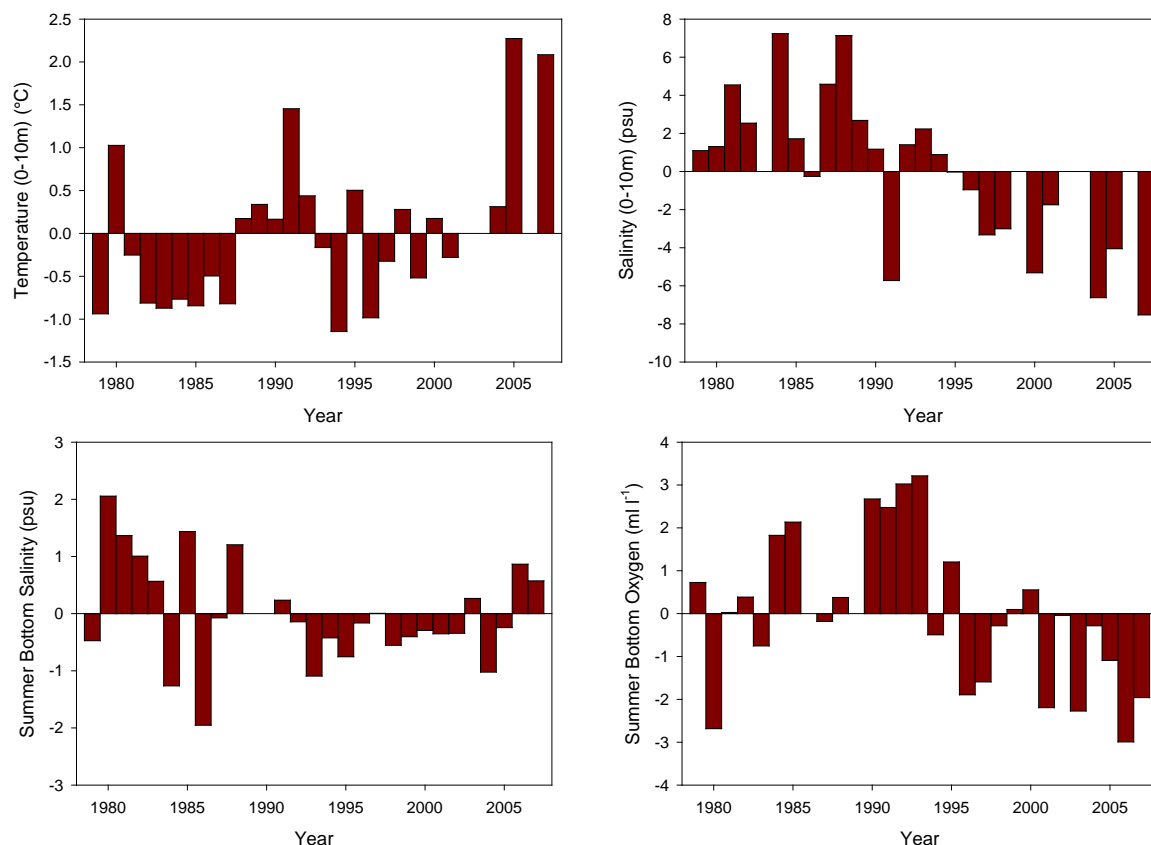 Temperature (0-10m) (°C)
2.5
2.0
1.5
1.0
0.5
0.0
-0.5
-1.0
-1.5
1980 1985 1990 1995 2000 2005
Year
Salinity (0-10m) (psu)
8
6
4
2
0
-2
-4
-6
-8
-10
1980 1985 1990 1995 2000 2005
Year
Summer Bottom Salinity (psu)
3
2
1
0
-1
-2
-3
1980 1985 1990 1995 2000 2005
Year
Summer Bottom Oxygen (ml l⁻¹)
4
3
2
1
0
-1
-2
-3
-4
1980 1985 1990 1995 2000 2005
Year